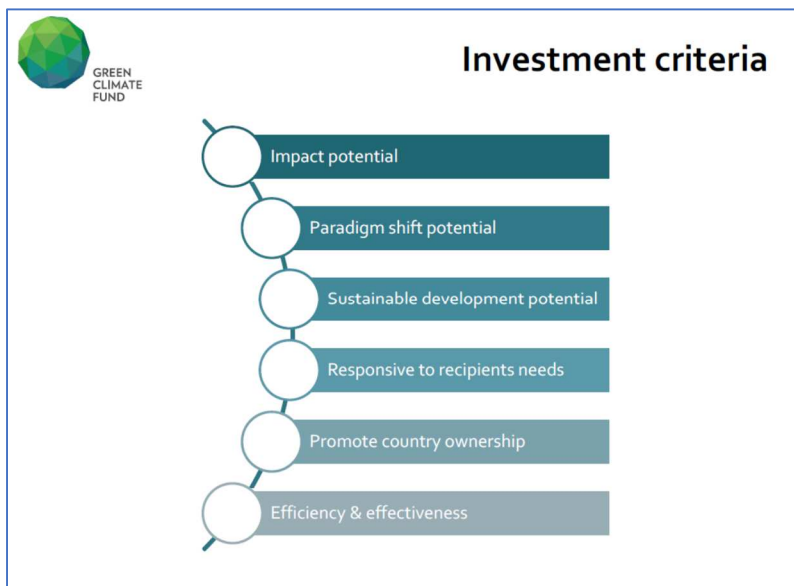 GREEN
CLIMATE
FUND
Investment criteria
Impact potential
Paradigm shift potential
Sustainable development potential
Responsive to recipients needs
Promote country ownership
Efficiency & effectiveness